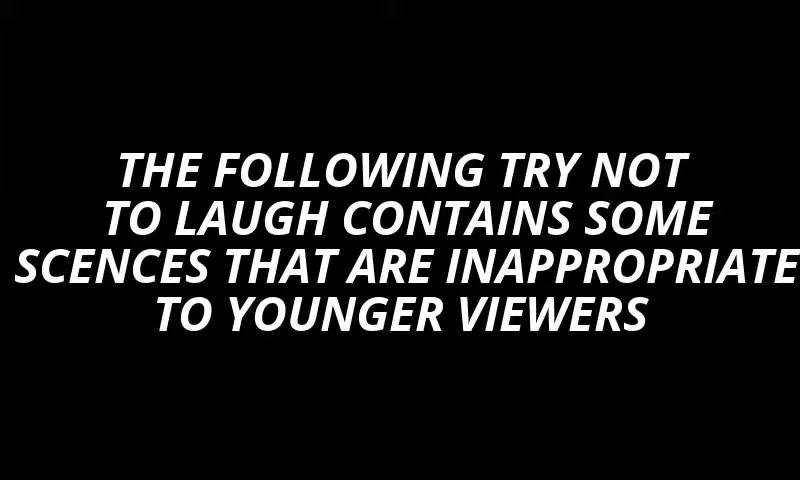 THE FOLLOWING TRY NOT
TO LAUGH CONTAINS SOME
SCENCES THAT ARE INAPPROPRIATE
TO YOUNGER VIEWERS